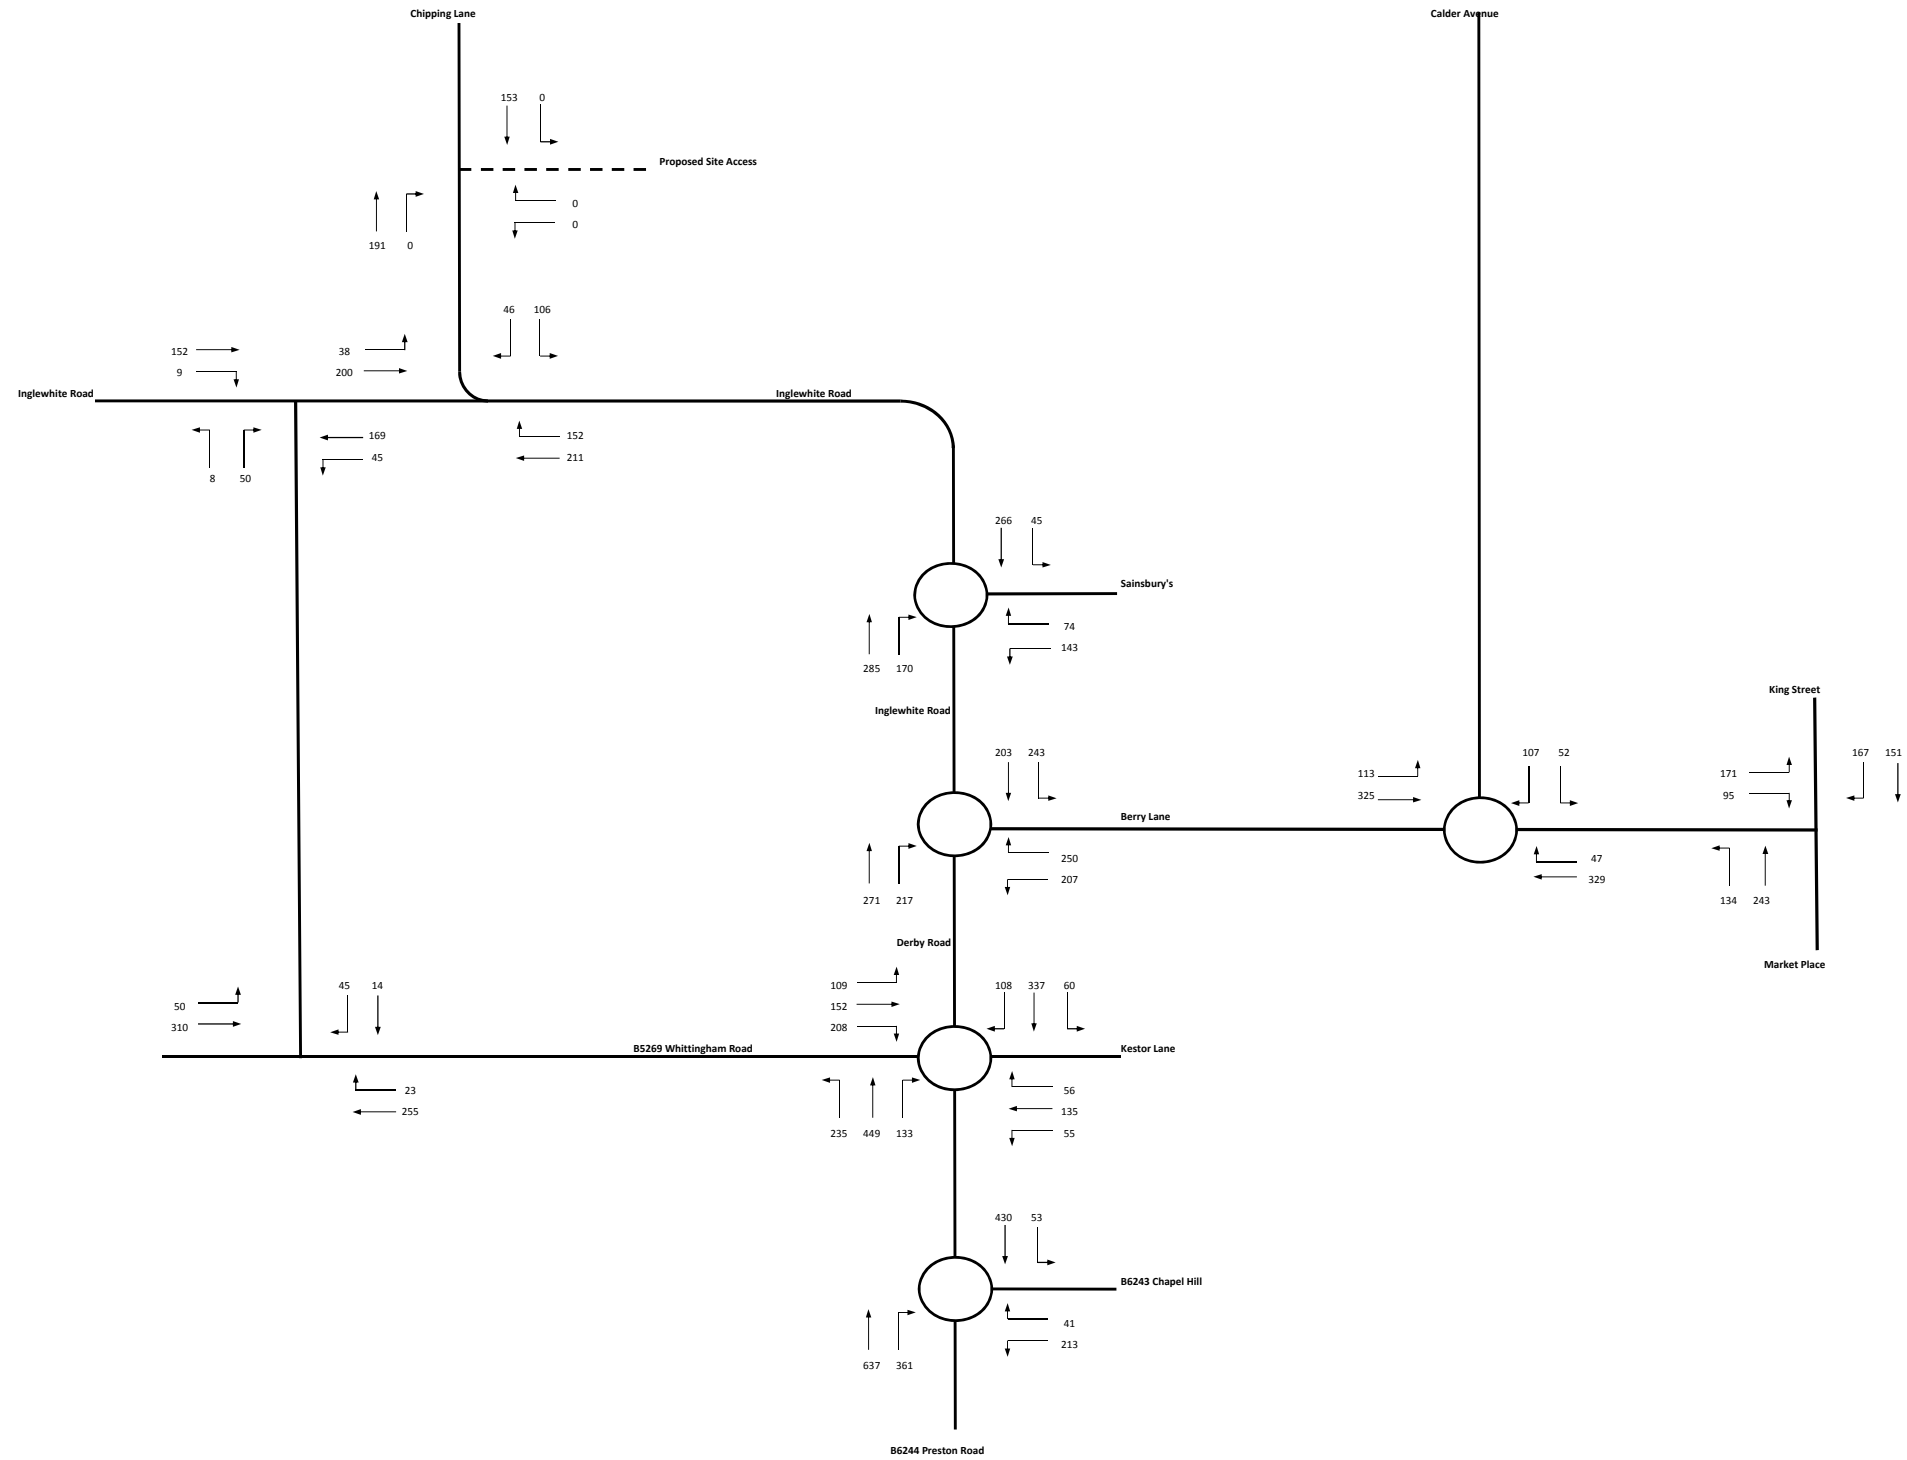 Chipping Lane
Calder Avenue
153 0
Proposed Site Access
0
0
191 0
46 106
152
9
38
200
Inglewhite Road
Inglewhite Road
169
45
152
211
8 50
266 45
Sainsbury's
74
143
285 170
Inglewhite Road
King Street
203 243
113
325
107 52
171
95
167 151
Berry Lane
250
207
47
329
271 217
134 243
Derby Road
Market Place
50
310
45 14
109
152
208
108 337 60
B5269 Whittingham Road
Kestor Lane
23
255
56
135
55
235 449 133
430 53
B6243 Chapel Hill
41
213
637 361
B6244 Preston Road